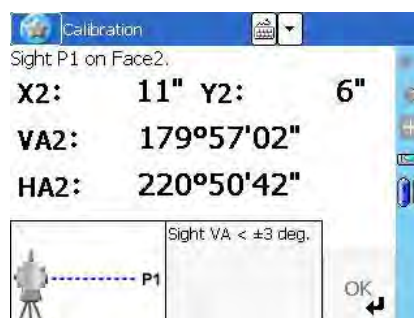 Calibration
Sight P1 on Face2.
X2: 11" Y2: 6"
VA2: 179°57'02"
HA2: 220°50'42"
Sight VA < ±3 deg.
P1
OK